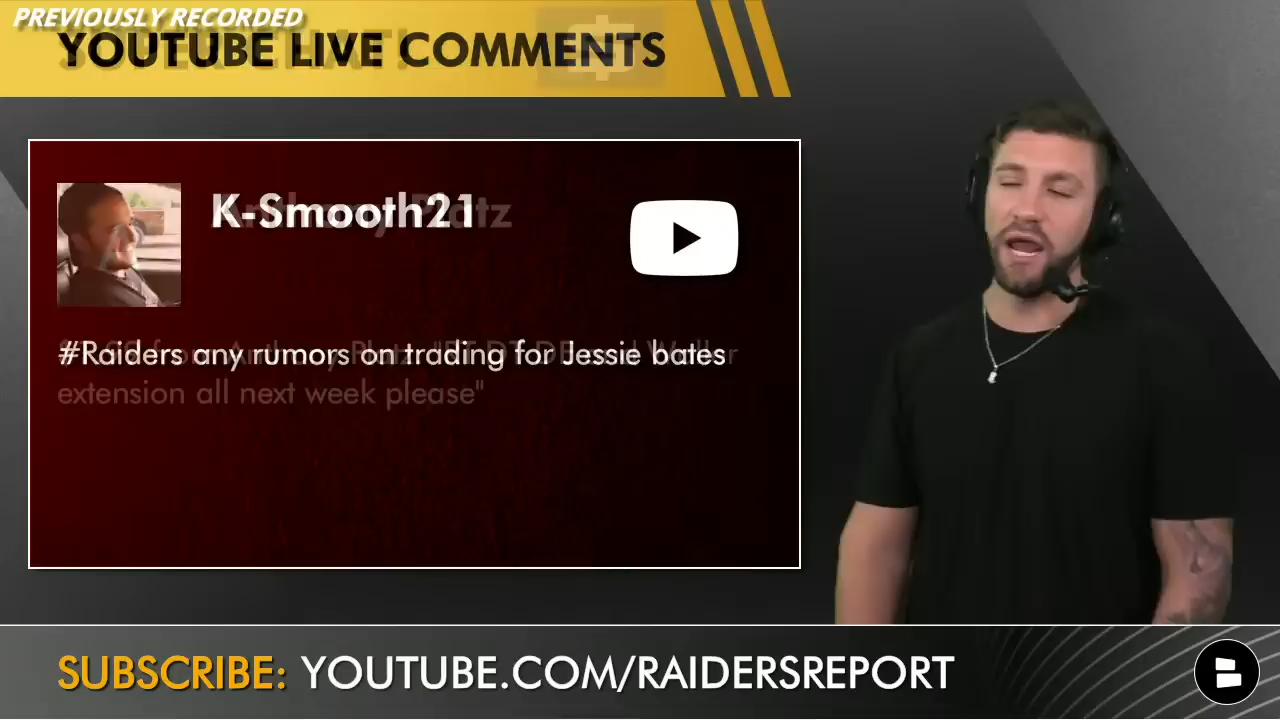 PREVIOUSLY RECORDED
YOUTUBE LIVE COMMENTS
K-Smooth21
#Raiders any rumors on trading for Jessie bates
extension all next week please"
SUBSCRIBE: YOUTUBE.COM/RAIDERSREPORT